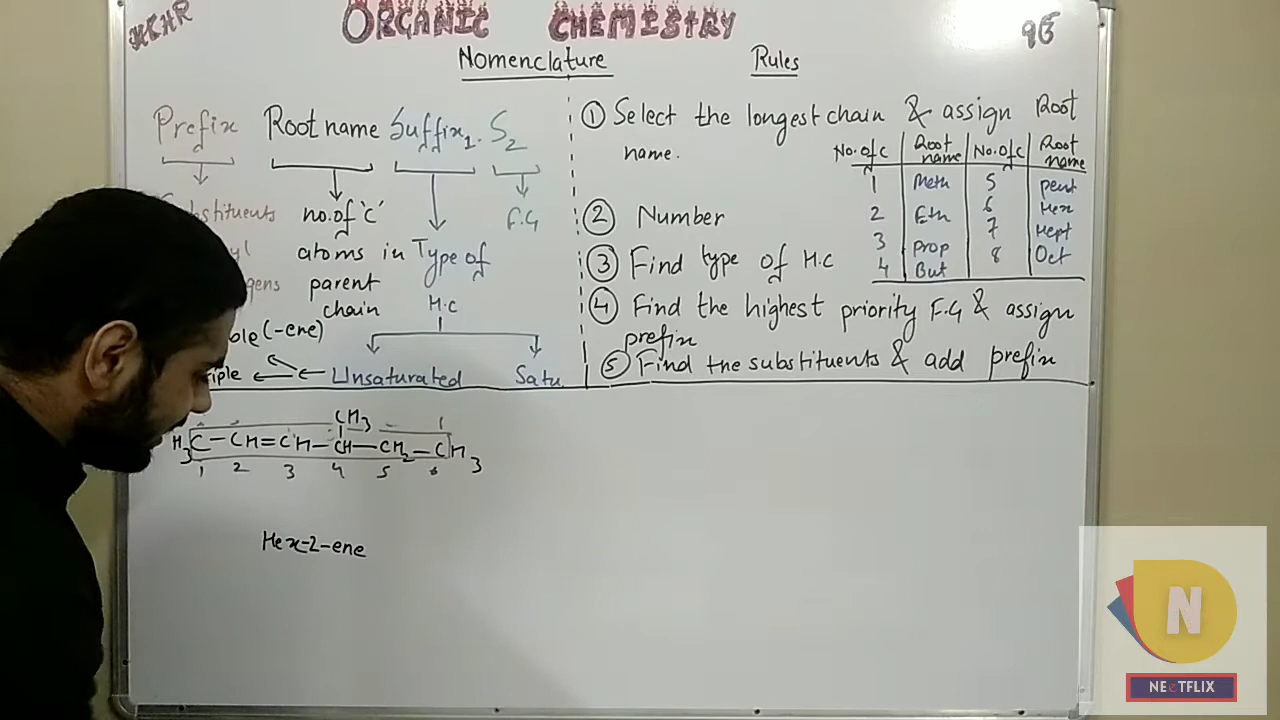 ORGANIC CHEMISTRY
Nomenclature
Rules
Prefix Root name Suffix1. S2
no. of 'C'
atoms in
parent
chain
Type of
H.C
F.G
(-ene)
Unsaturated
① Select the longest chain & assign Root
name.
No. of C Root name No. of C Root name
1 Meth 5 pent
2 Eth 6 Hex
3 prop 7 Hept
4 But 8 Oct
② Number
③ Find type of H.C
④ Find the highest priority F.G & assign
prefix
⑤ Find the substituents & add prefix
CH3
H3C-CH=CH-CH-CH2-CH3
1 2 3 4 5 6
Hex-2-ene
N
NEeTFLIX